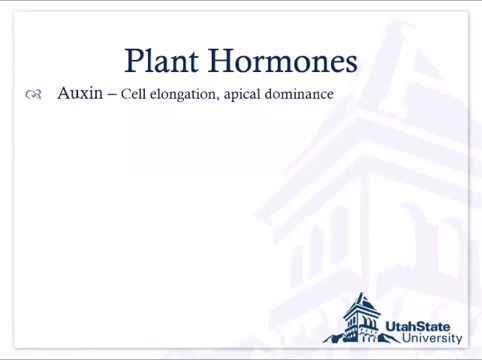 Plant Hormones
Auxin – Cell elongation, apical dominance
UtahState
University